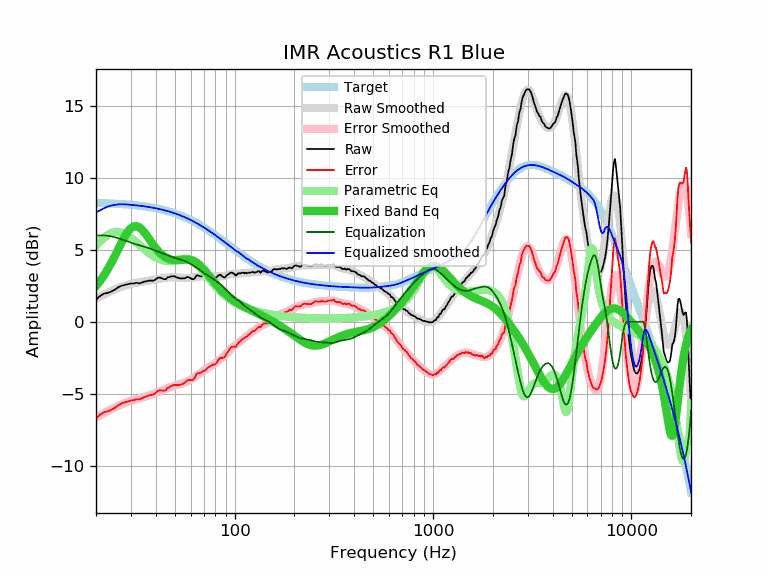 IMR Acoustics R1 Blue
Target
Raw Smoothed
Error Smoothed
Raw
Error
Parametric Eq
Fixed Band Eq
Equalization
Equalized smoothed
Amplitude (dBr)
15
10
5
0
−5
−10
100
1000
10000
Frequency (Hz)